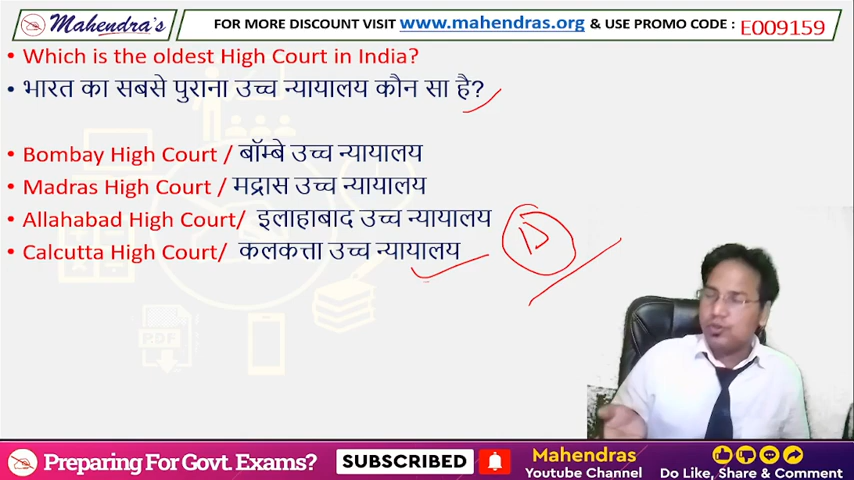 Mahendra's
FOR MORE DISCOUNT VISIT www.mahendras.org & USE PROMO CODE : E009159
• Which is the oldest High Court in India?
• भारत का सबसे पुराना उच्च न्यायालय कौन सा है?
• Bombay High Court / बॉम्बे उच्च न्यायालय
• Madras High Court / मद्रास उच्च न्यायालय
• Allahabad High Court/ इलाहाबाद उच्च न्यायालय
• Calcutta High Court/ कलकत्ता उच्च न्यायालय
D
PDF
Preparing For Govt. Exams? SUBSCRIBED Mahendras
YouTube Channel Do Like, Share & Comment